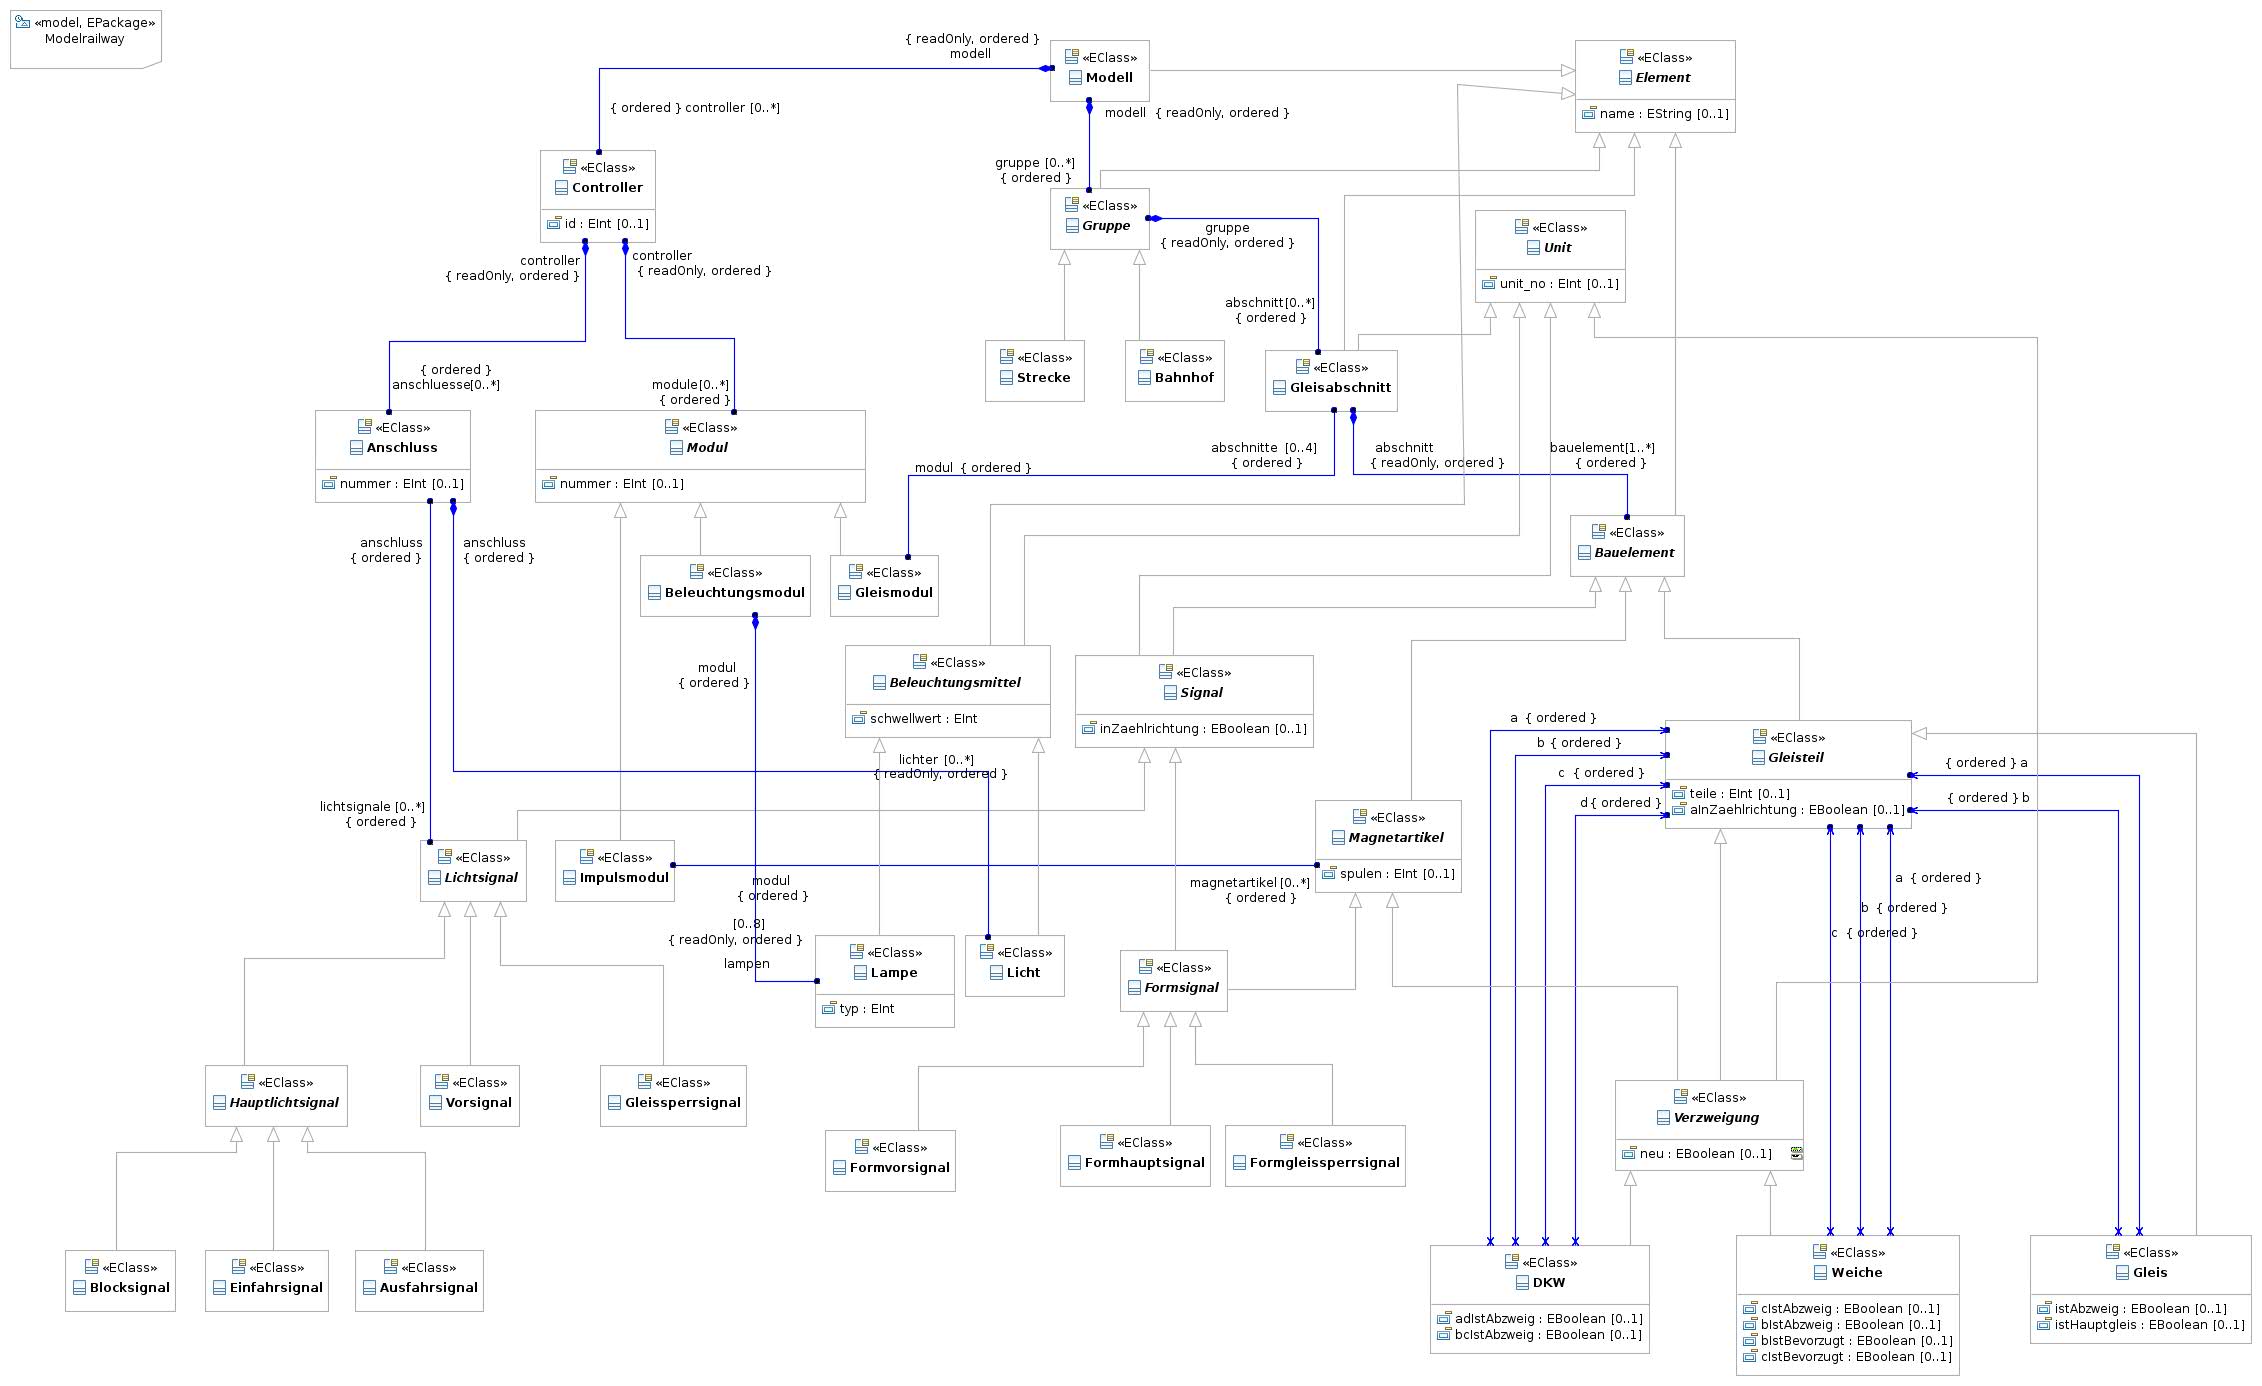 «model, EPackage»
Modelrailway
{ readOnly, ordered }
modell
«EClass»
Modell
«EClass»
Element
name : EString [0..1]
{ ordered } controller [0..*]
modell { readOnly, ordered }
«EClass»
Controller
id : EInt [0..1]
gruppe [0..*]
{ ordered }
«EClass»
Gruppe
gruppe
{ readOnly, ordered }
«EClass»
Unit
unit_no : EInt [0..1]
controller
{ readOnly, ordered }
controller
{ readOnly, ordered }
abschnitt[0..*]
{ ordered }
«EClass»
Strecke
«EClass»
Bahnhof
«EClass»
Gleisabschnitt
{ ordered }
anschluesse[0..*]
module[0..*]
{ ordered }
«EClass»
Anschluss
nummer : EInt [0..1]
«EClass»
Modul
nummer : EInt [0..1]
modul { ordered }
abschnitte [0..4]
{ ordered }
abschnitt
{ readOnly, ordered }
bauelement[1..*]
{ ordered }
anschluss
{ ordered }
anschluss
{ ordered }
«EClass»
Beleuchtungsmodul
«EClass»
Gleismodul
«EClass»
Bauelement
modul
{ ordered }
«EClass»
Beleuchtungsmittel
schwellwert : EInt
«EClass»
Signal
inZaehlrichtung : EBoolean [0..1]
a { ordered }
b { ordered }
c { ordered }
d { ordered }
«EClass»
Gleisteil
teile : EInt [0..1]
aInZaehlrichtung : EBoolean [0..1]
{ ordered } a
{ ordered } b
lichter [0..*]
{ readOnly, ordered }
lichtsignale [0..*]
{ ordered }
«EClass»
Lichtsignal
«EClass»
Impulsmodul
«EClass»
Magnetartikel
spulen : EInt [0..1]
modul
{ ordered }
magnetartikel [0..*]
{ ordered }
a { ordered }
b { ordered }
c { ordered }
[0..8]
{ readOnly, ordered }
lampen
«EClass»
Lampe
typ : EInt
«EClass»
Licht
«EClass»
Formsignal
«EClass»
Hauptlichtsignal
«EClass»
Vorsignal
«EClass»
Gleissperrsignal
«EClass»
Formvorsignal
«EClass»
Formhauptsignal
«EClass»
Formgleissperrsignal
«EClass»
Verzweigung
neu : EBoolean [0..1]
«EClass»
Blocksignal
«EClass»
Einfahrsignal
«EClass»
Ausfahrsignal
«EClass»
DKW
adIstAbzweig : EBoolean [0..1]
bcIstAbzweig : EBoolean [0..1]
«EClass»
Weiche
cIstAbzweig : EBoolean [0..1]
bIstAbzweig : EBoolean [0..1]
bIstBevorzugt : EBoolean [0..1]
cIstBevorzugt : EBoolean [0..1]
«EClass»
Gleis
istAbzweig : EBoolean [0..1]
istHauptgleis : EBoolean [0..1]